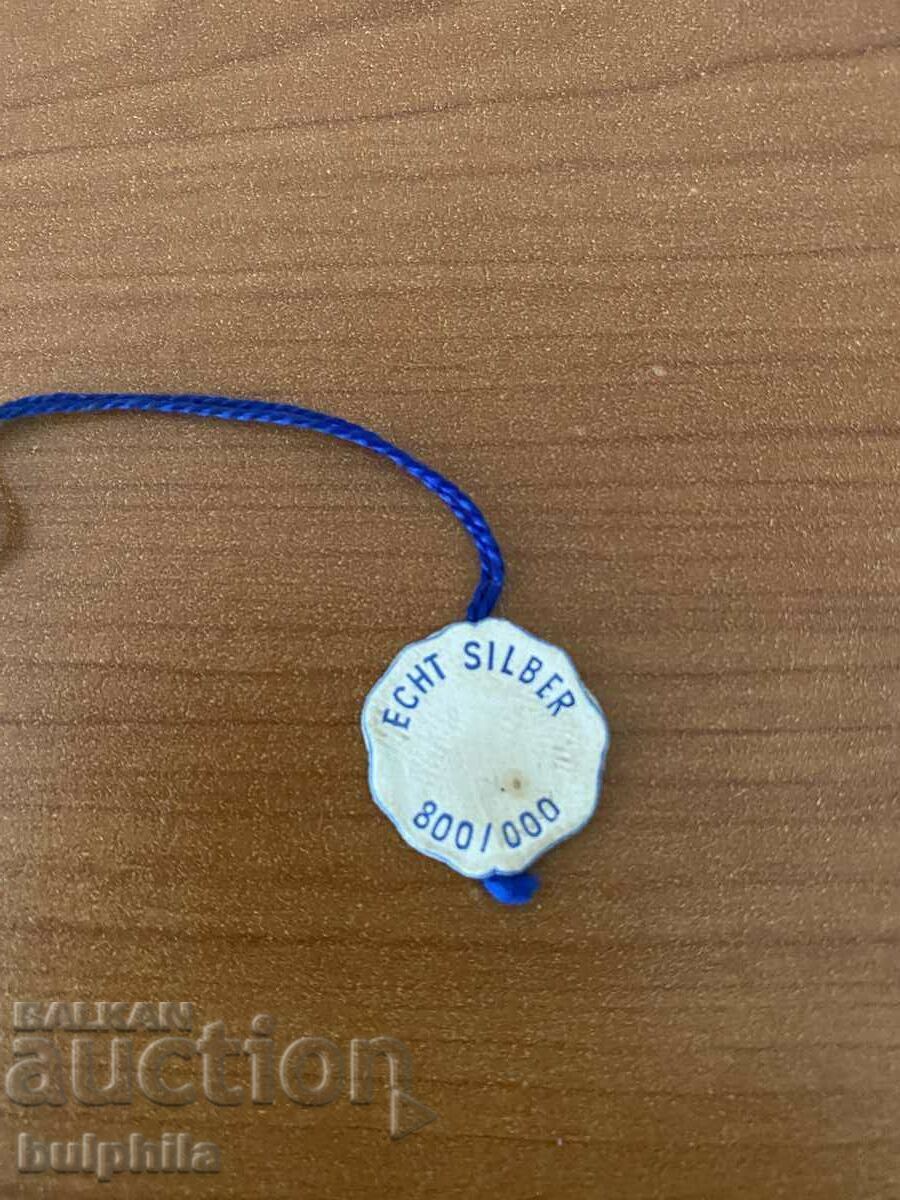 ECHT SILBER
800/000
BALKAN
auction
bulphila